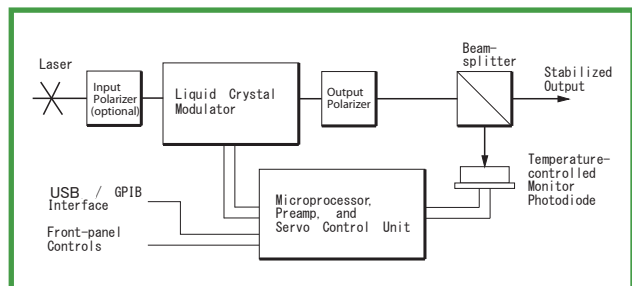 Laser
Input
Polarizer
(optional)
Liquid Crystal
Modulator
Output
Polarizer
Beam-
splitter
Stabilized
Output
Temperature-
controlled
Monitor
Photodiode
Microprocessor,
Preamp, and
Servo Control Unit
USB / GPIB
Interface
Front-panel
Controls